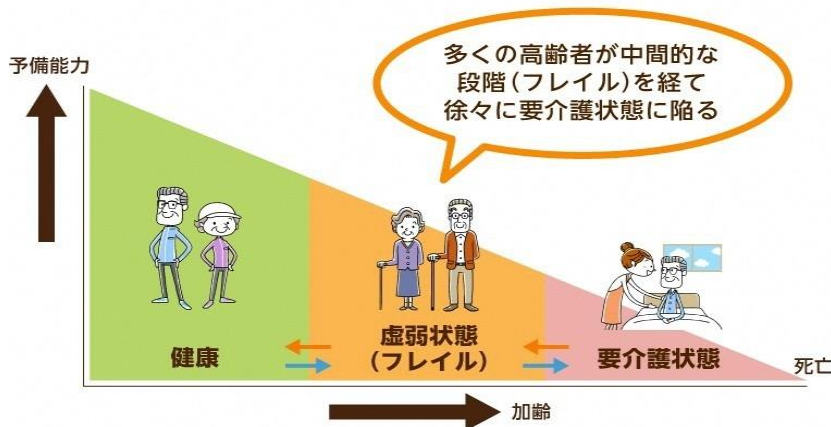 予備能力
多くの高齢者が中間的な
段階(フレイル)を経て
徐々に要介護状態に陥る
健康
虚弱状態
(フレイル)
要介護状態
死亡
加齢